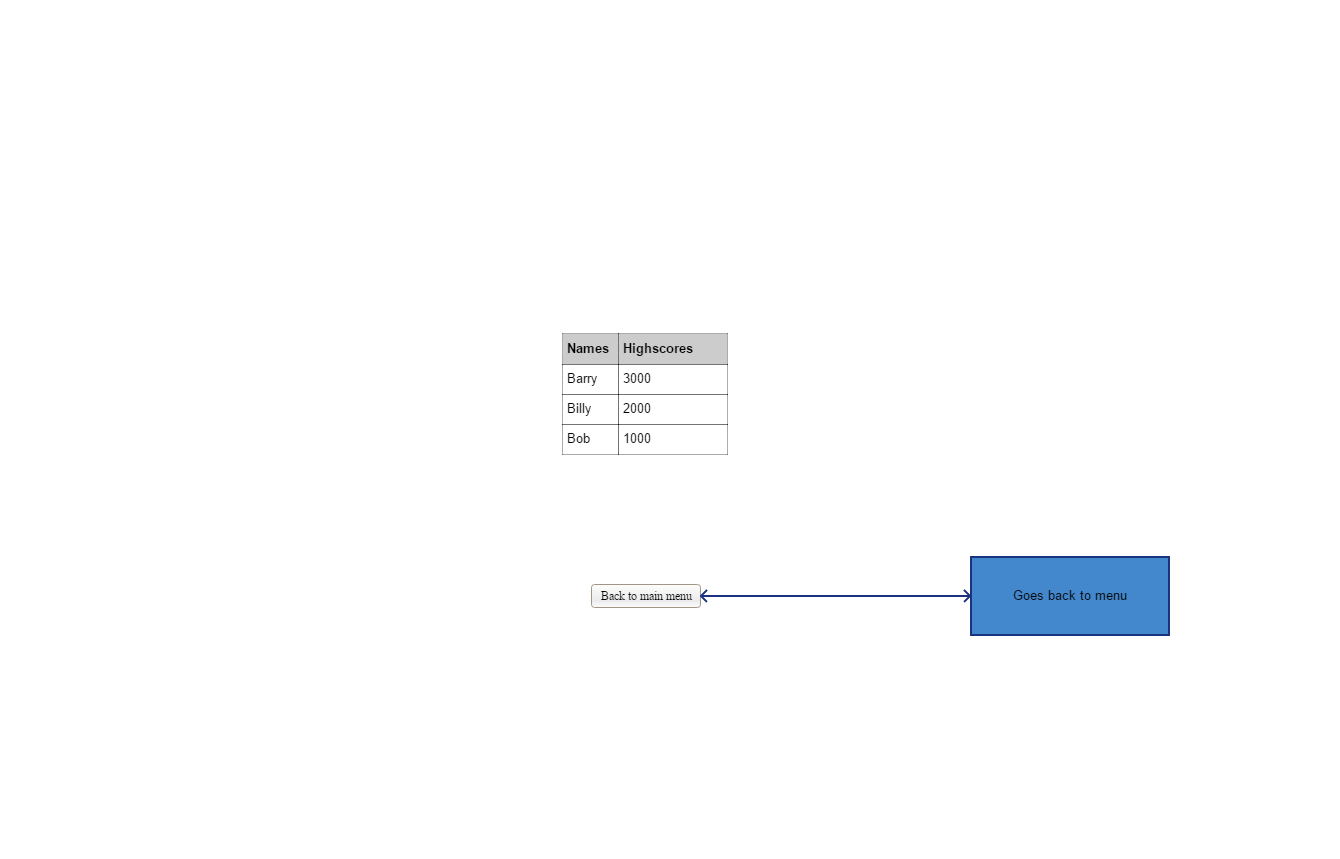 Names Highscores
Barry 3000
Billy 2000
Bob 1000
Back to main menu
Goes back to menu